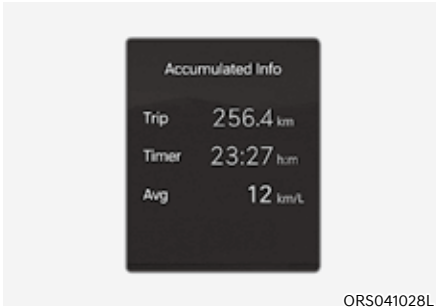 Accumulated Info
Trip 256.4 km
Timer 23:27 h:m
Avg 12 km/L
ORS041028L